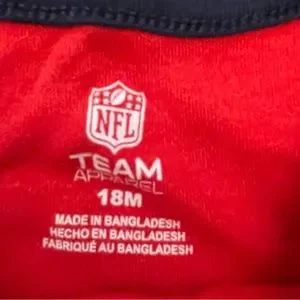 NFL
TEAM
APPAREL
18M
MADE IN BANGLADESH
HECHO EN BANGLADESH
FABRIQUÉ AU BANGLADESH